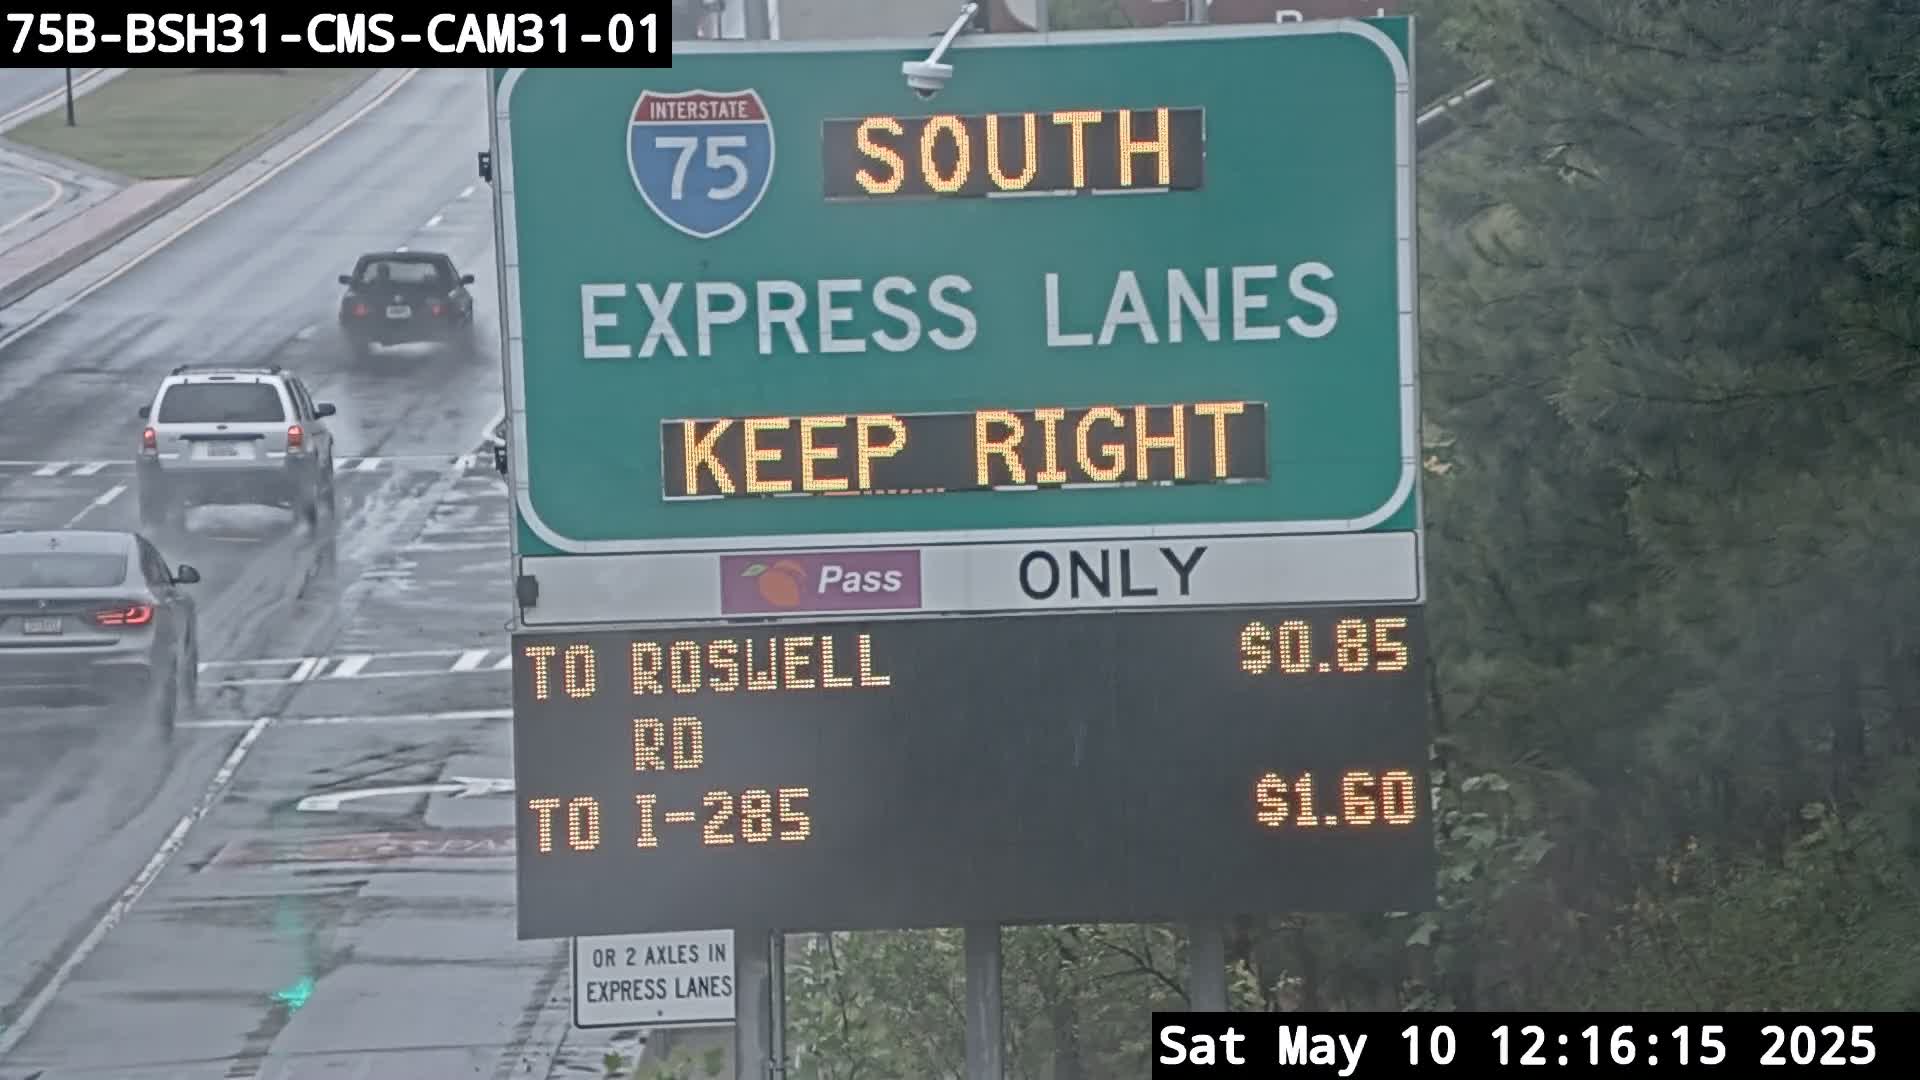 75B-BSH31-CMS-CAM31-01
INTERSTATE
75
SOUTH
EXPRESS LANES
KEEP RIGHT
Pass ONLY
TO ROSWELL $0.85
RD
TO I-285 $1.60
OR 2 AXLES IN
EXPRESS LANES
Sat May 10 12:16:15 2025